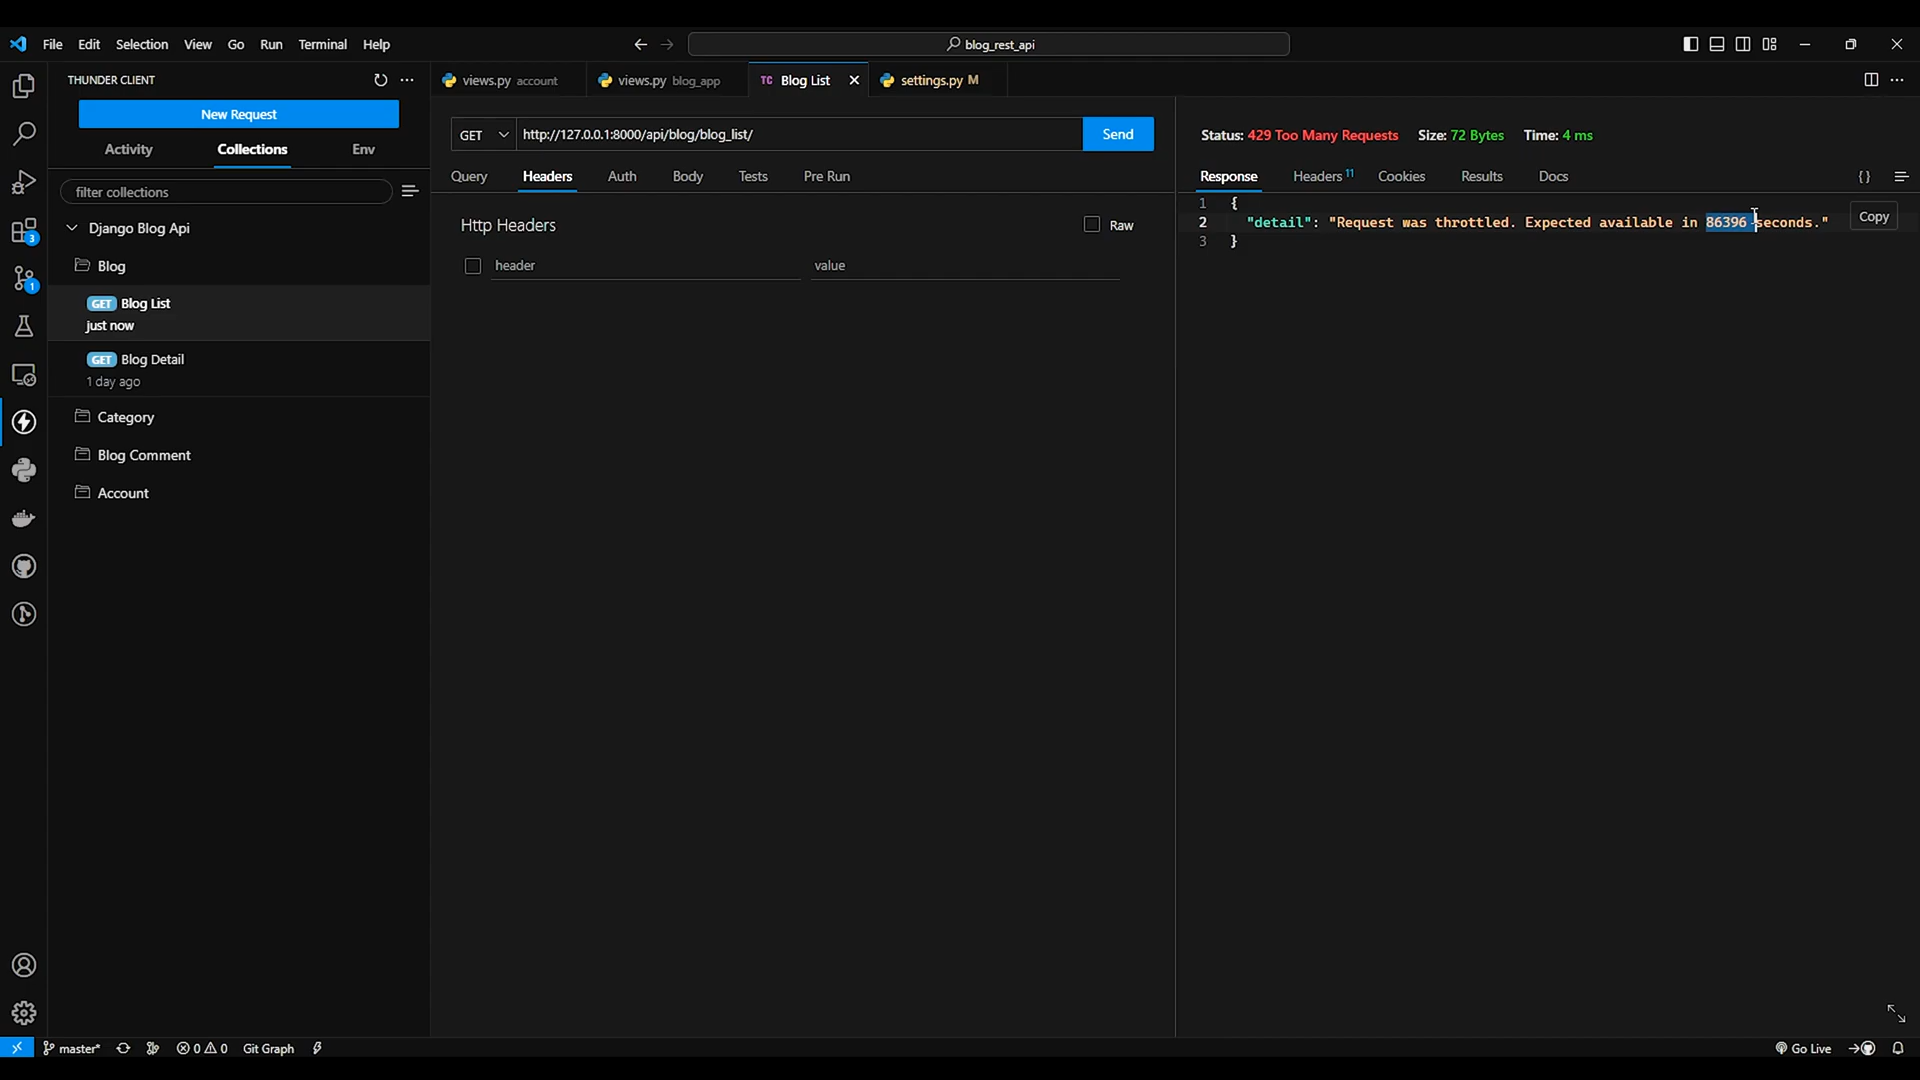 File Edit Selection View Go Run Terminal Help
blog_rest_api
THUNDER CLIENT
New Request
Activity Collections Env
filter collections
Django Blog Api
Blog
GET Blog List
just now
GET Blog Detail
1 day ago
Category
Blog Comment
Account
3
1
views.py account
views.py blog_app
TC Blog List
settings.py M
GET http://127.0.0.1:8000/api/blog/blog_list/ Send
Query Headers Auth Body Tests Pre Run
Http Headers Raw
header value
Status: 429 Too Many Requests Size: 72 Bytes Time: 4 ms
Response Headers 11 Cookies Results Docs { }
1 {
2 "detail": "Request was throttled. Expected available in 86396 seconds."
3 }
Copy
master* 0 0 Git Graph Go Live